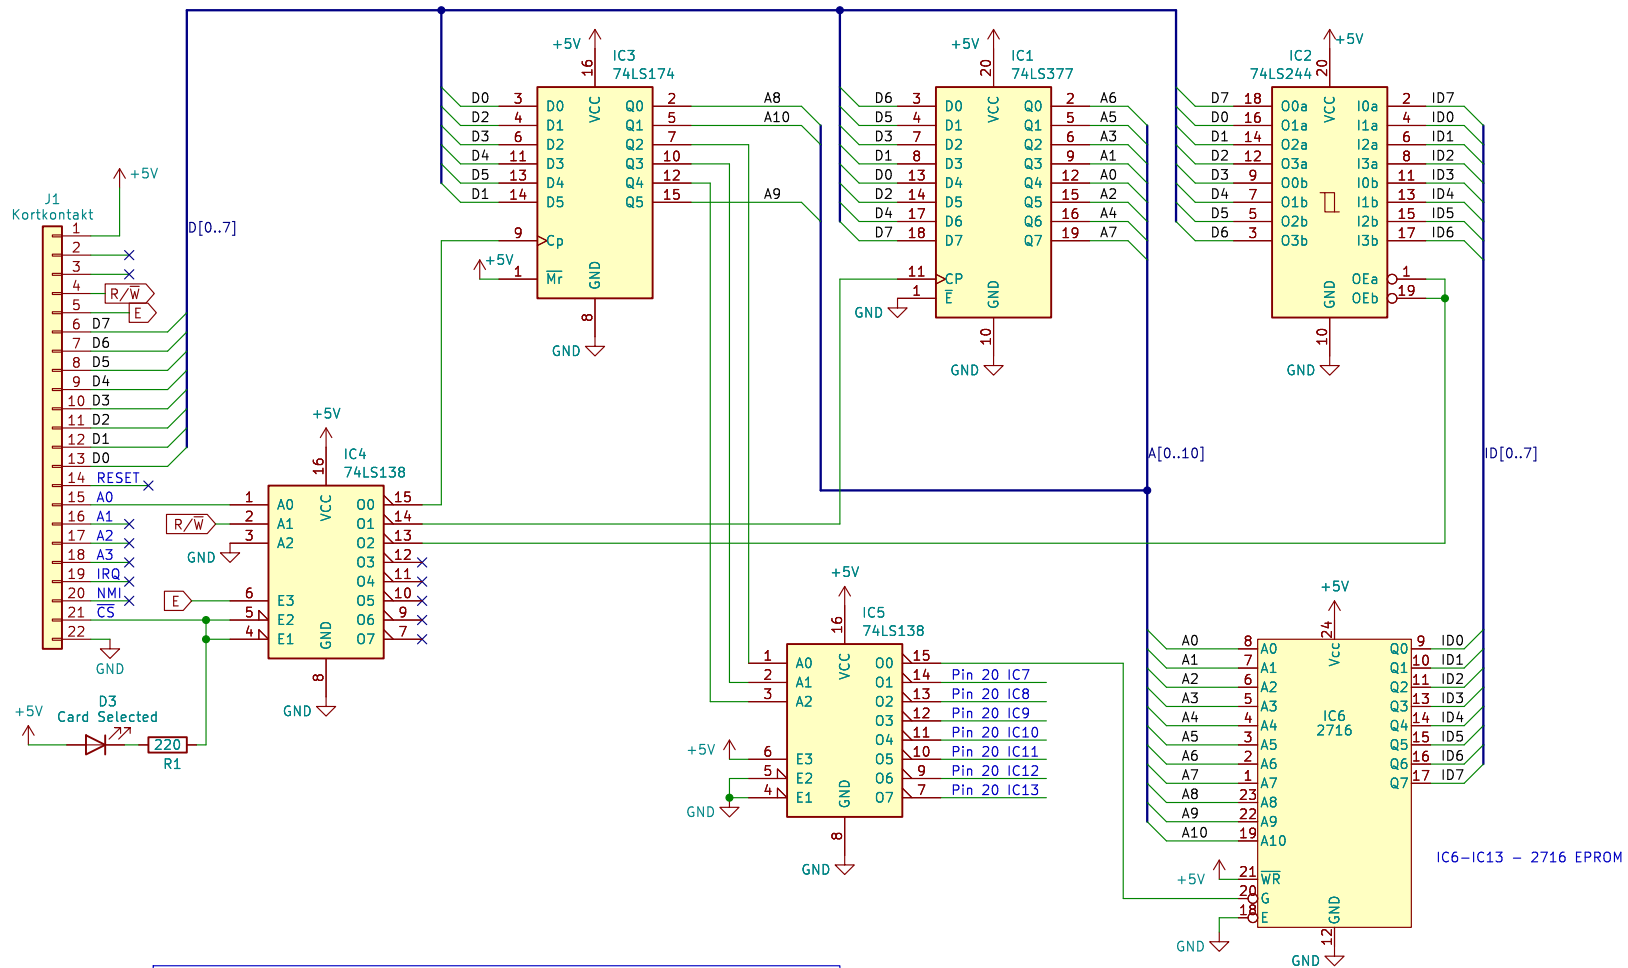 J1
Kortkontakt
+5V
1
2
3
4 R/W̅
5 E
6 D7
7 D6
8 D5
9 D4
10 D3
11 D2
12 D1
13 D0
14 RESET
15 A0
16 A1
17 A2
18 A3
19 IRQ
20 NMI
21 C̅S̅
22
GND
D[0..7]
D3
Card Selected
+5V
220
R1
IC4
74LS138
+5V
16
VCC
1 A0 O0 15
R/W̅ 2 A1 O1 14
GND 3 A2 O2 13
O3 12
O4 11
E 6 E3 O5 10
5 E2 O6 9
4 E1 O7 7
GND
8
GND
IC3
74LS174
+5V
16
VCC
D0 3 D0 Q0 2 A8
D2 4 D1 Q1 5 A10
D3 6 D2 Q2 7
D4 11 D3 Q3 10
D5 13 D4 Q4 12
D1 14 D5 Q5 15 A9
9 Cp
+5V 1 M̅r̅
GND
8
GND
IC1
74LS377
+5V
20
VCC
D6 3 D0 Q0 2 A6
D5 4 D1 Q1 5 A5
D3 7 D2 Q2 6 A3
D1 8 D3 Q3 9 A1
D0 13 D4 Q4 12 A0
D2 14 D5 Q5 15 A2
D4 17 D6 Q6 16 A4
D7 18 D7 Q7 19 A7
11 CP
1 E̅
GND
GND
10
GND
IC2
74LS244
+5V
20
VCC
D7 18 O0a I0a 2 ID7
D0 16 O1a I1a 4 ID0
D1 14 O2a I2a 6 ID1
D2 12 O3a I3a 8 ID2
D3 9 O0b I0b 11 ID3
D4 7 O1b I1b 13 ID4
D5 5 O2b I2b 15 ID5
D6 3 O3b I3b 17 ID6
OEa 1
OEb 19
GND
10
GND
A[0..10]
ID[0..7]
IC5
74LS138
+5V
16
VCC
1 A0 O0 15
2 A1 O1 14 Pin 20 IC7
3 A2 O2 13 Pin 20 IC8
O3 12 Pin 20 IC9
O4 11 Pin 20 IC10
+5V 6 E3 O5 10 Pin 20 IC11
5 E2 O6 9 Pin 20 IC12
GND 4 E1 O7 7 Pin 20 IC13
GND
8
GND
+5V
24
Vcc
IC6
2716
A0 8 A0 Q0 9 ID0
A1 7 A1 Q1 10 ID1
A2 6 A2 Q2 11 ID2
A3 5 A3 Q3 13 ID3
A4 4 A4 Q4 14 ID4
A5 3 A5 Q5 15 ID5
A6 2 A6 Q6 16 ID6
A7 1 A7 Q7 17 ID7
A8 23 A8
A9 22 A9
A10 19 A10
+5V 21 W̅R̅
20 G
18 E
GND
GND
12
GND
IC6-IC13 - 2716 EPROM